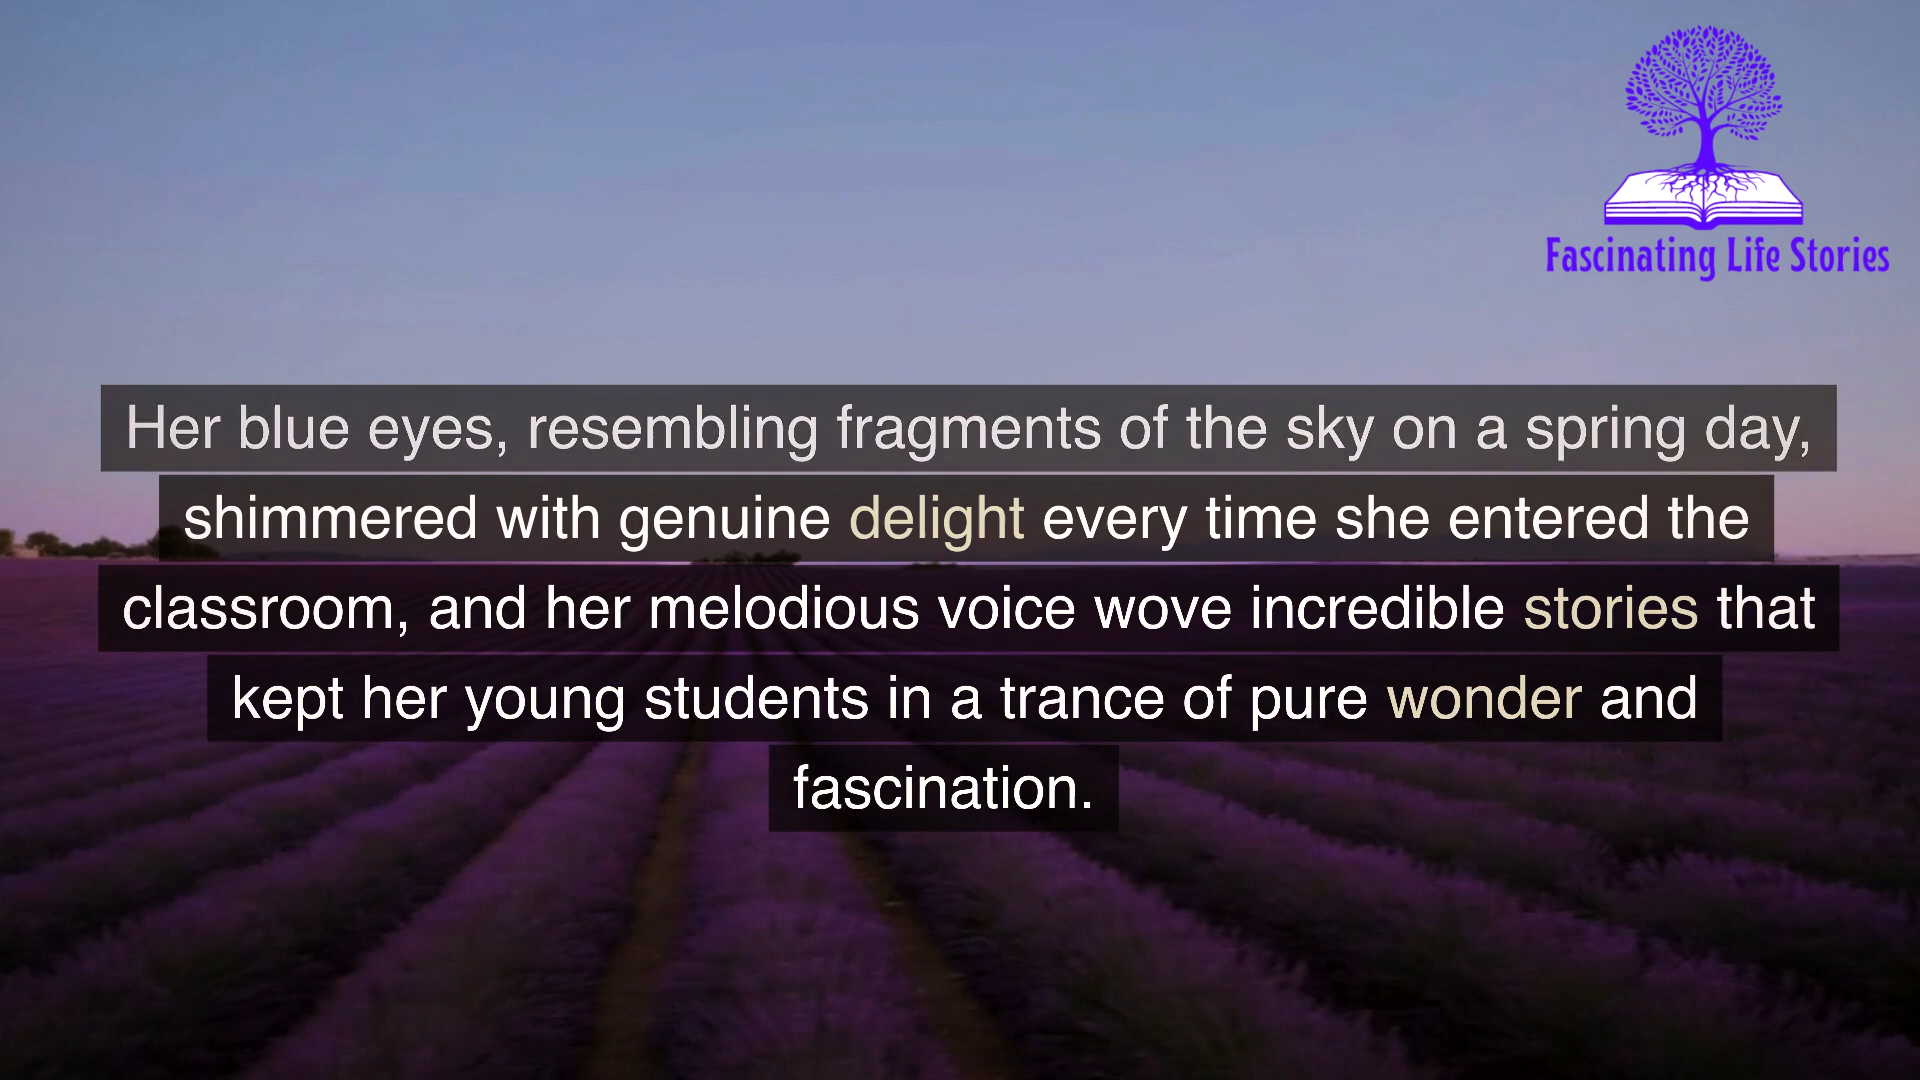 Fascinating Life Stories
Her blue eyes, resembling fragments of the sky on a spring day,
shimmered with genuine delight every time she entered the
classroom, and her melodious voice wove incredible stories that
kept her young students in a trance of pure wonder and
fascination.